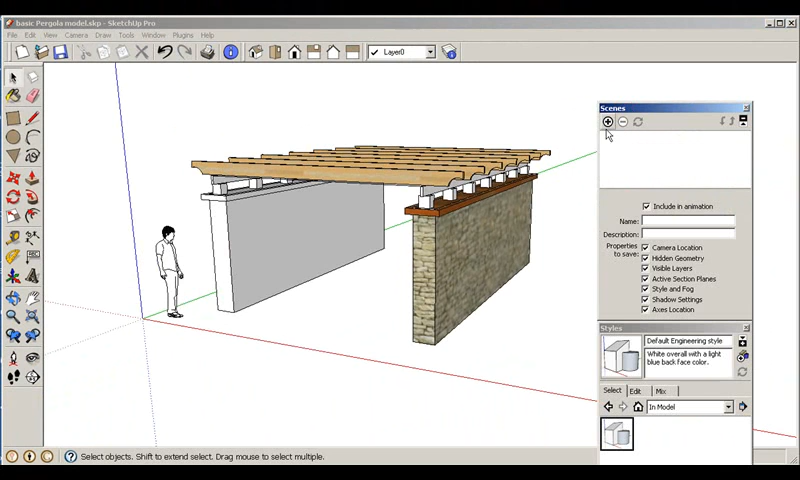 basic Pergola model.skp - SketchUp Pro
File Edit View Camera Draw Tools Window Plugins Help
Layer0
Scenes
Include in animation
Name:
Description:
Properties to save:
Camera Location
Hidden Geometry
Visible Layers
Active Section Planes
Style and Fog
Shadow Settings
Axes Location
Styles
Default Engineering style
White overall with a light blue back face color.
Select Edit Mix
In Model
Select objects. Shift to extend select. Drag mouse to select multiple.